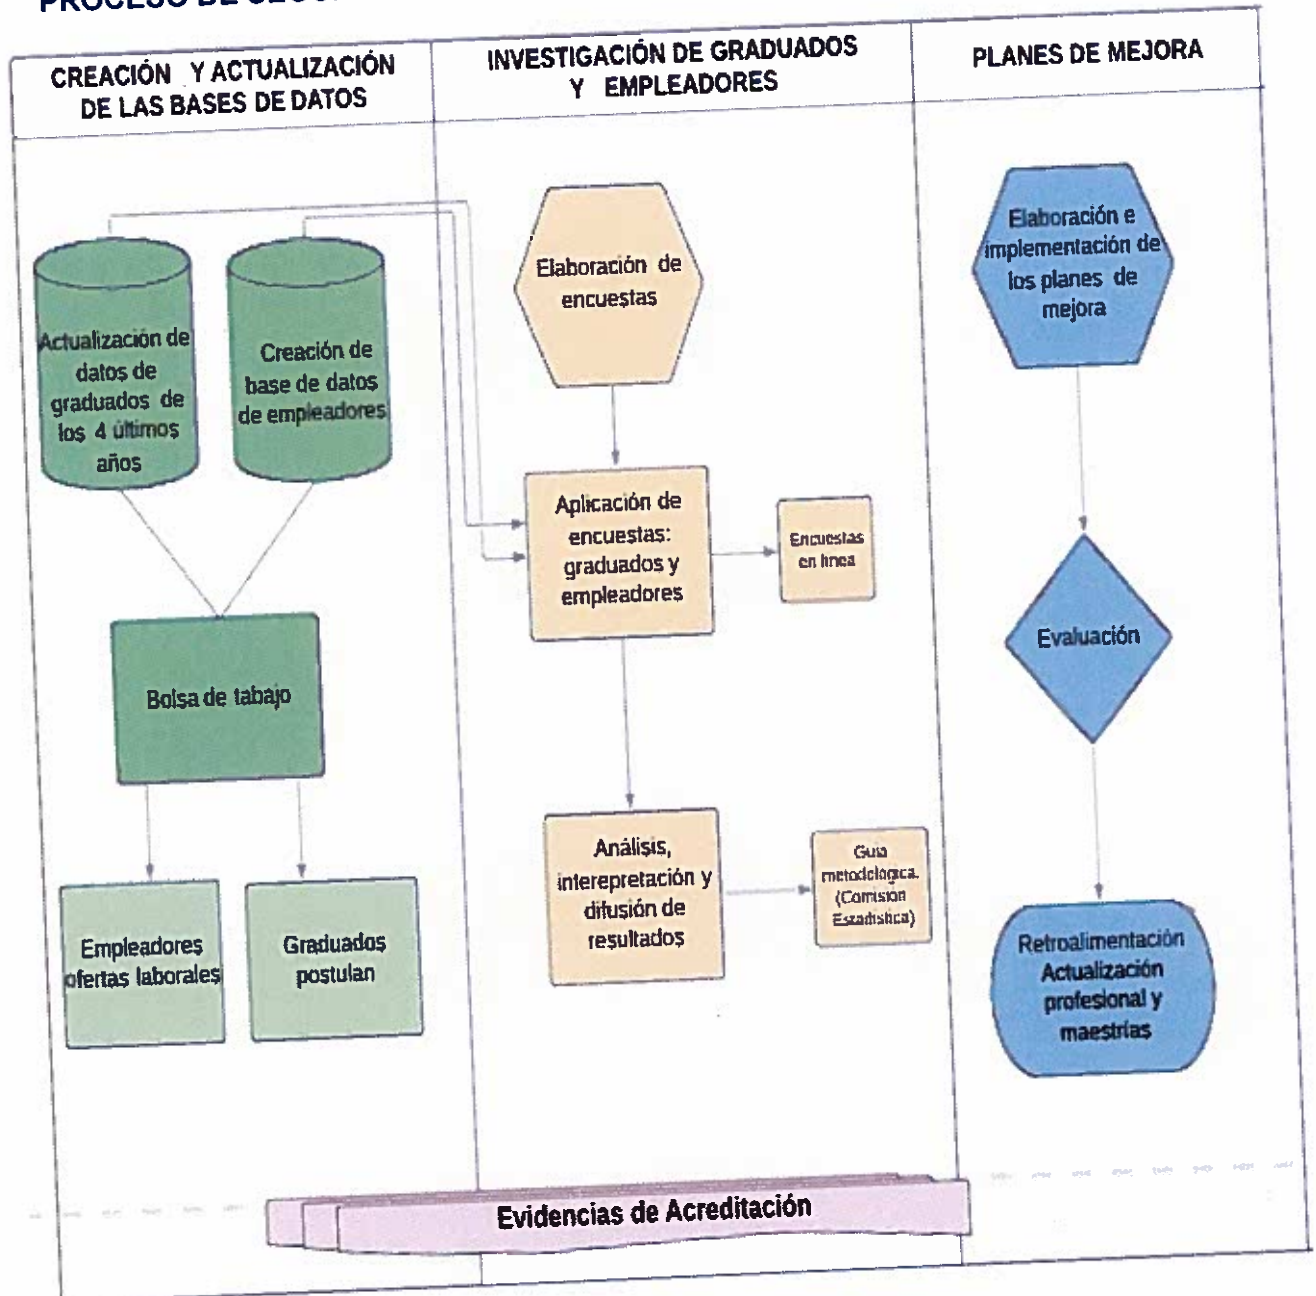 PROCESO DE
CREACIÓN Y ACTUALIZACIÓN
DE LAS BASES DE DATOS
INVESTIGACIÓN DE GRADUADOS
Y EMPLEADORES
PLANES DE MEJORA
Actualización de
datos de
graduados de
los 4 últimos
años
Creación de
base de datos
de empleadores
Bolsa de tabajo
Empleadores
ofertas laborales
Graduados
postulan
Elaboración de
encuestas
Aplicación de
encuestas:
graduados y
empleadores
Encuestas
en línea
Análisis,
interepretación y
difusión de
resultados
Guia
metodológica.
(Comisión
Estadística)
Elaboración e
implementación de
los planes de
mejora
Evaluación
Retroalimentación
Actualización
profesional y
maestrías
Evidencias de Acreditación